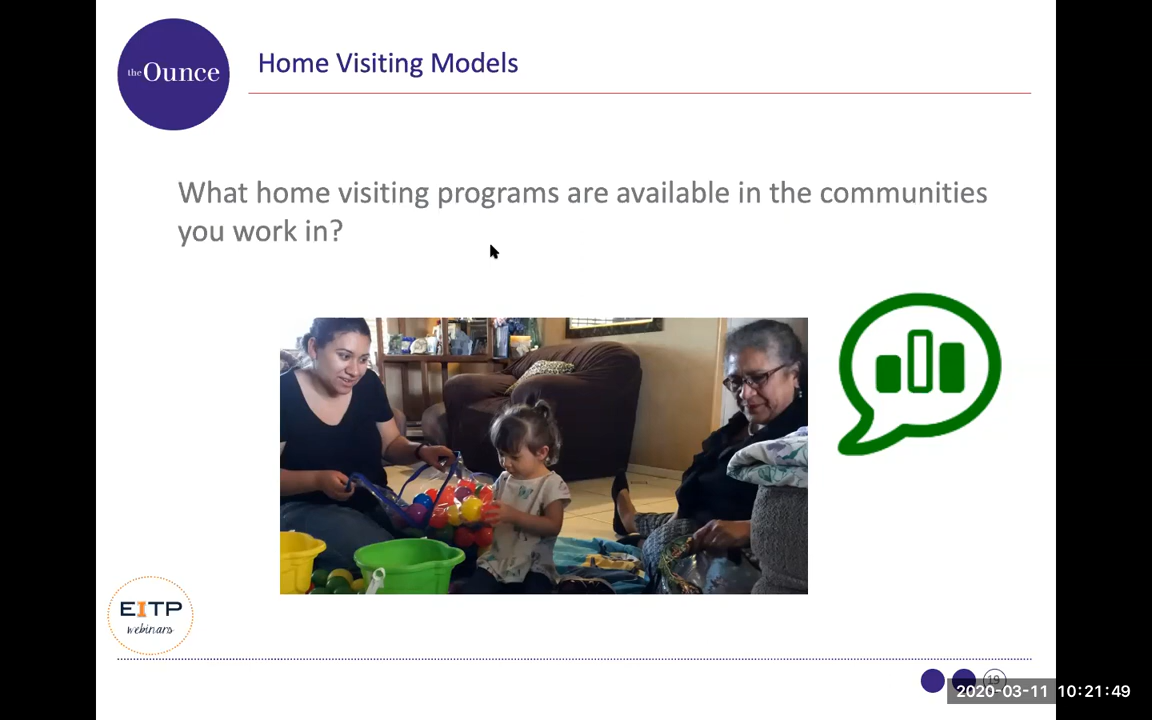 the Ounce
Home Visiting Models
What home visiting programs are available in the communities
you work in?
EITP
webinars
19
2020-03-11 10:21:49